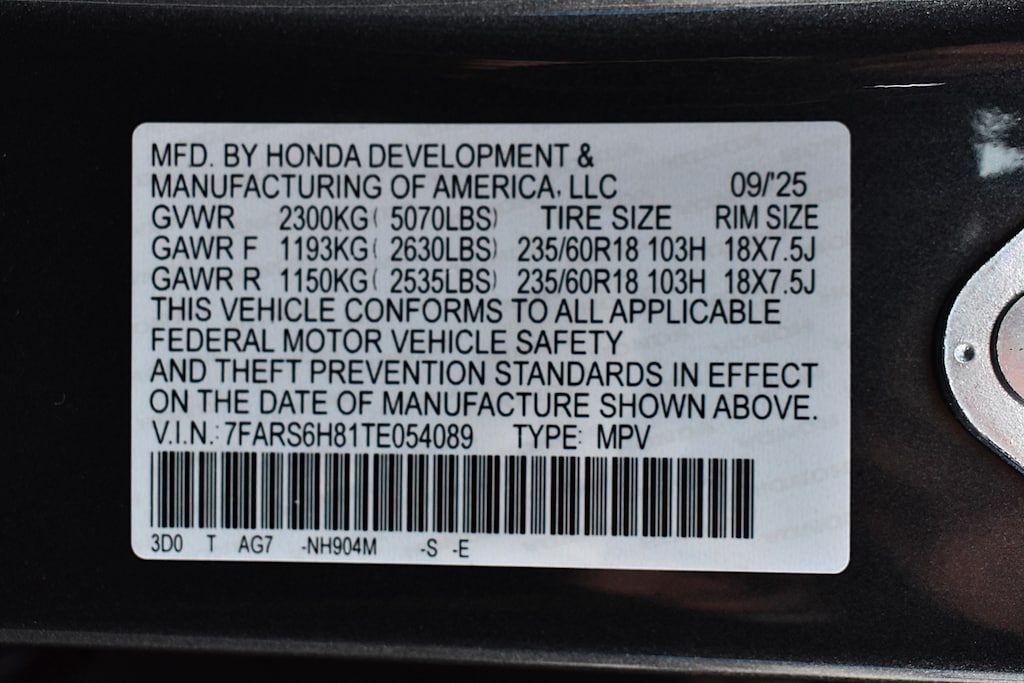 MFD. BY HONDA DEVELOPMENT &
MANUFACTURING OF AMERICA, LLC 09/'25
GVWR 2300KG( 5070LBS) TIRE SIZE RIM SIZE
GAWR F 1193KG( 2630LBS) 235/60R18 103H 18X7.5J
GAWR R 1150KG( 2535LBS) 235/60R18 103H 18X7.5J
THIS VEHICLE CONFORMS TO ALL APPLICABLE
FEDERAL MOTOR VEHICLE SAFETY
AND THEFT PREVENTION STANDARDS IN EFFECT
ON THE DATE OF MANUFACTURE SHOWN ABOVE.
V.I.N.: 7FARS6H81TE054089 TYPE: MPV
3D0 T AG7 -NH904M -S -E